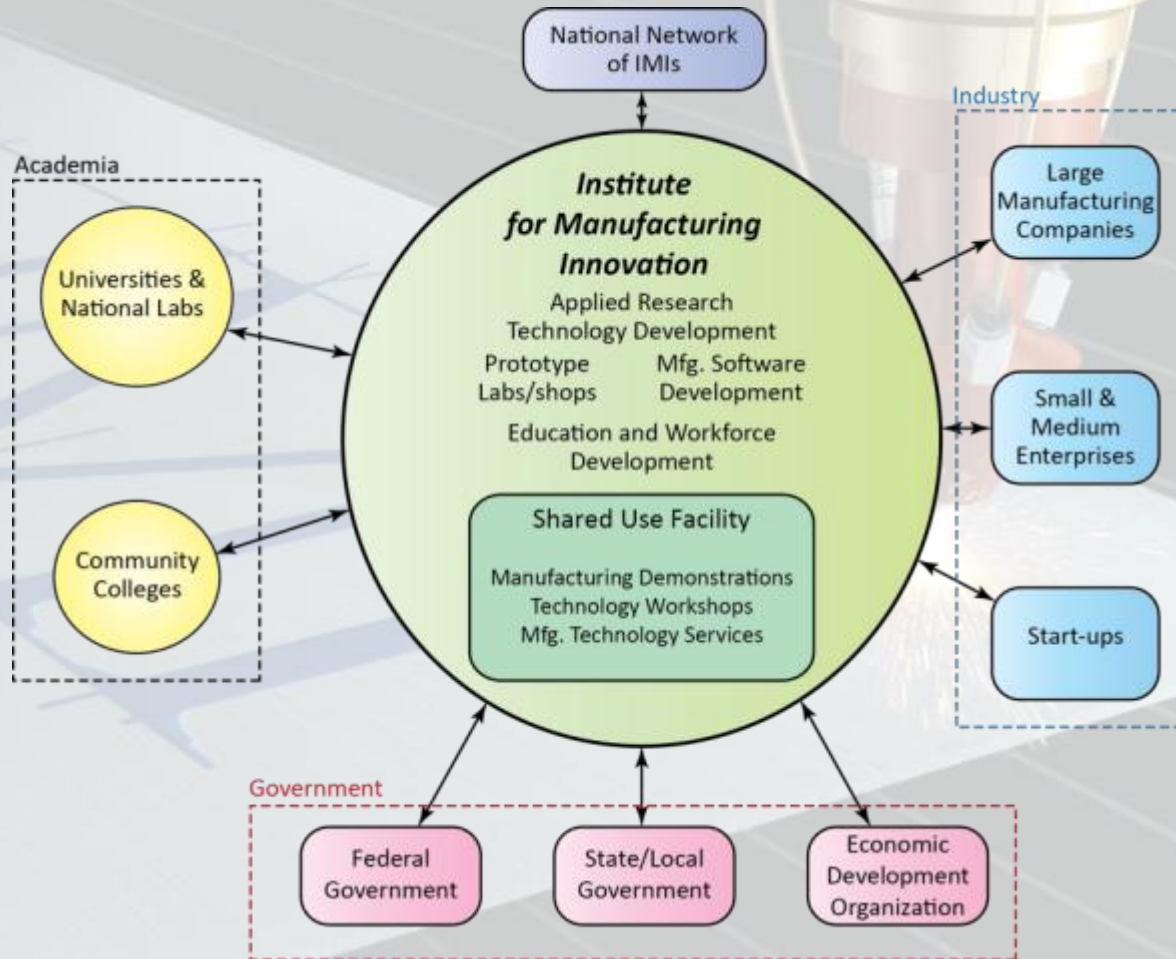 National Network
of IMIs
Industry
Academia
Institute
for Manufacturing
Innovation
Applied Research
Technology Development
Prototype
Labs/shops
Mfg. Software
Development
Education and Workforce
Development
Shared Use Facility
Manufacturing Demonstrations
Technology Workshops
Mfg. Technology Services
Universities &
National Labs
Community
Colleges
Large
Manufacturing
Companies
Small &
Medium
Enterprises
Start-ups
Government
Federal
Government
State/Local
Government
Economic
Development
Organization